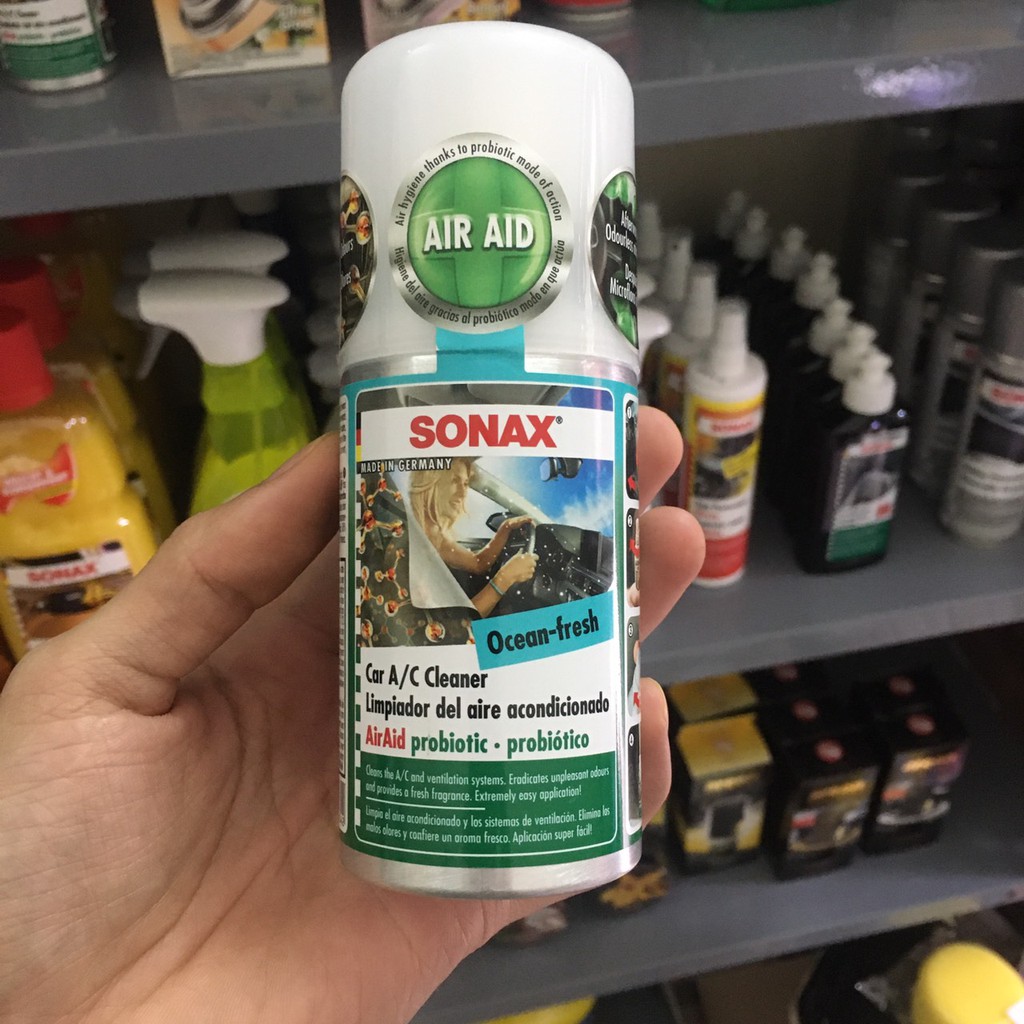 Air hygiene thanks to probiotic mode of action
AIR AID
Higiene del aire gracias al probiótico modo en que actúa
SONAX®
MADE IN GERMANY
Ocean-fresh
Car A/C Cleaner
Limpiador del aire acondicionado
AirAid probiotic • probiótico
Cleans the A/C and ventilation systems. Eradicates unpleasant odours
and provides a fresh fragrance. Extremely easy application!
Limpia el aire acondicionado y los sistemas de ventilación. Elimina los
malos olores y confiere un aroma fresco. Aplicación super fácil!
SONAX
SONAX